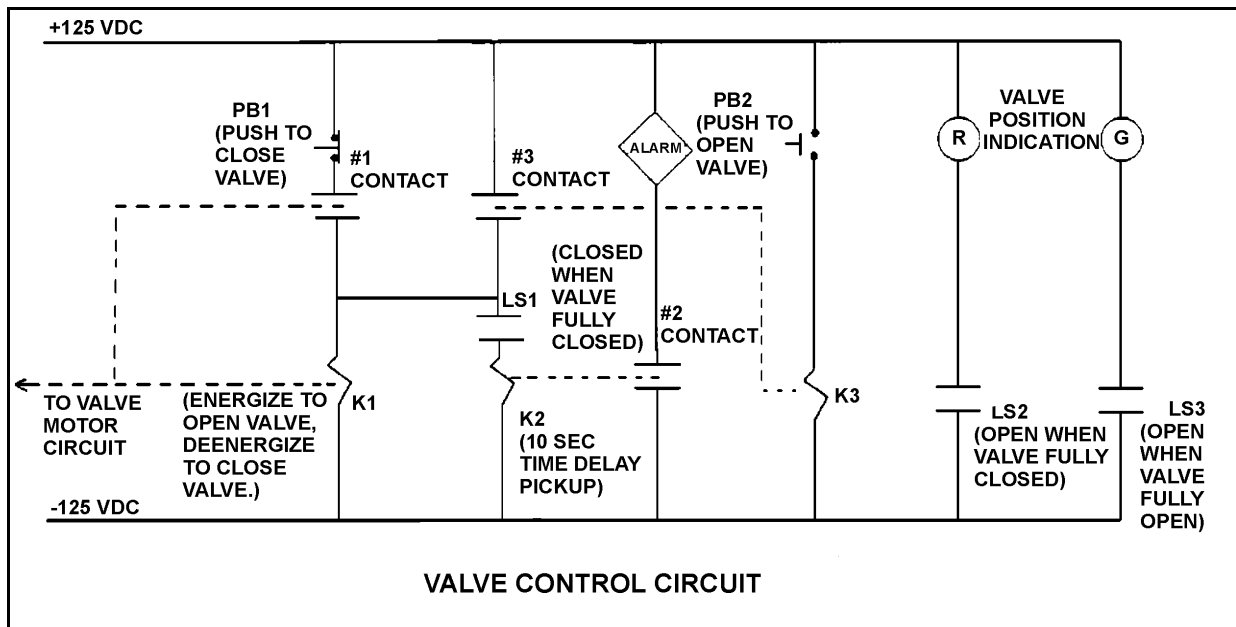 +125 VDC
PB1
(PUSH TO
CLOSE
VALVE)
#1
CONTACT
#3
CONTACT
ALARM
PB2
(PUSH TO
OPEN
VALVE)
R
VALVE
POSITION
INDICATION
G
LS1
(CLOSED
WHEN
VALVE
FULLY
CLOSED)
#2
CONTACT
TO VALVE
MOTOR
CIRCUIT
(ENERGIZE TO
OPEN VALVE,
DEENERGIZE
TO CLOSE
VALVE.)
K1
K2
(10 SEC
TIME DELAY
PICKUP)
K3
LS2
(OPEN WHEN
VALVE FULLY
CLOSED)
LS3
(OPEN
WHEN
VALVE
FULLY
OPEN)
-125 VDC
VALVE CONTROL CIRCUIT